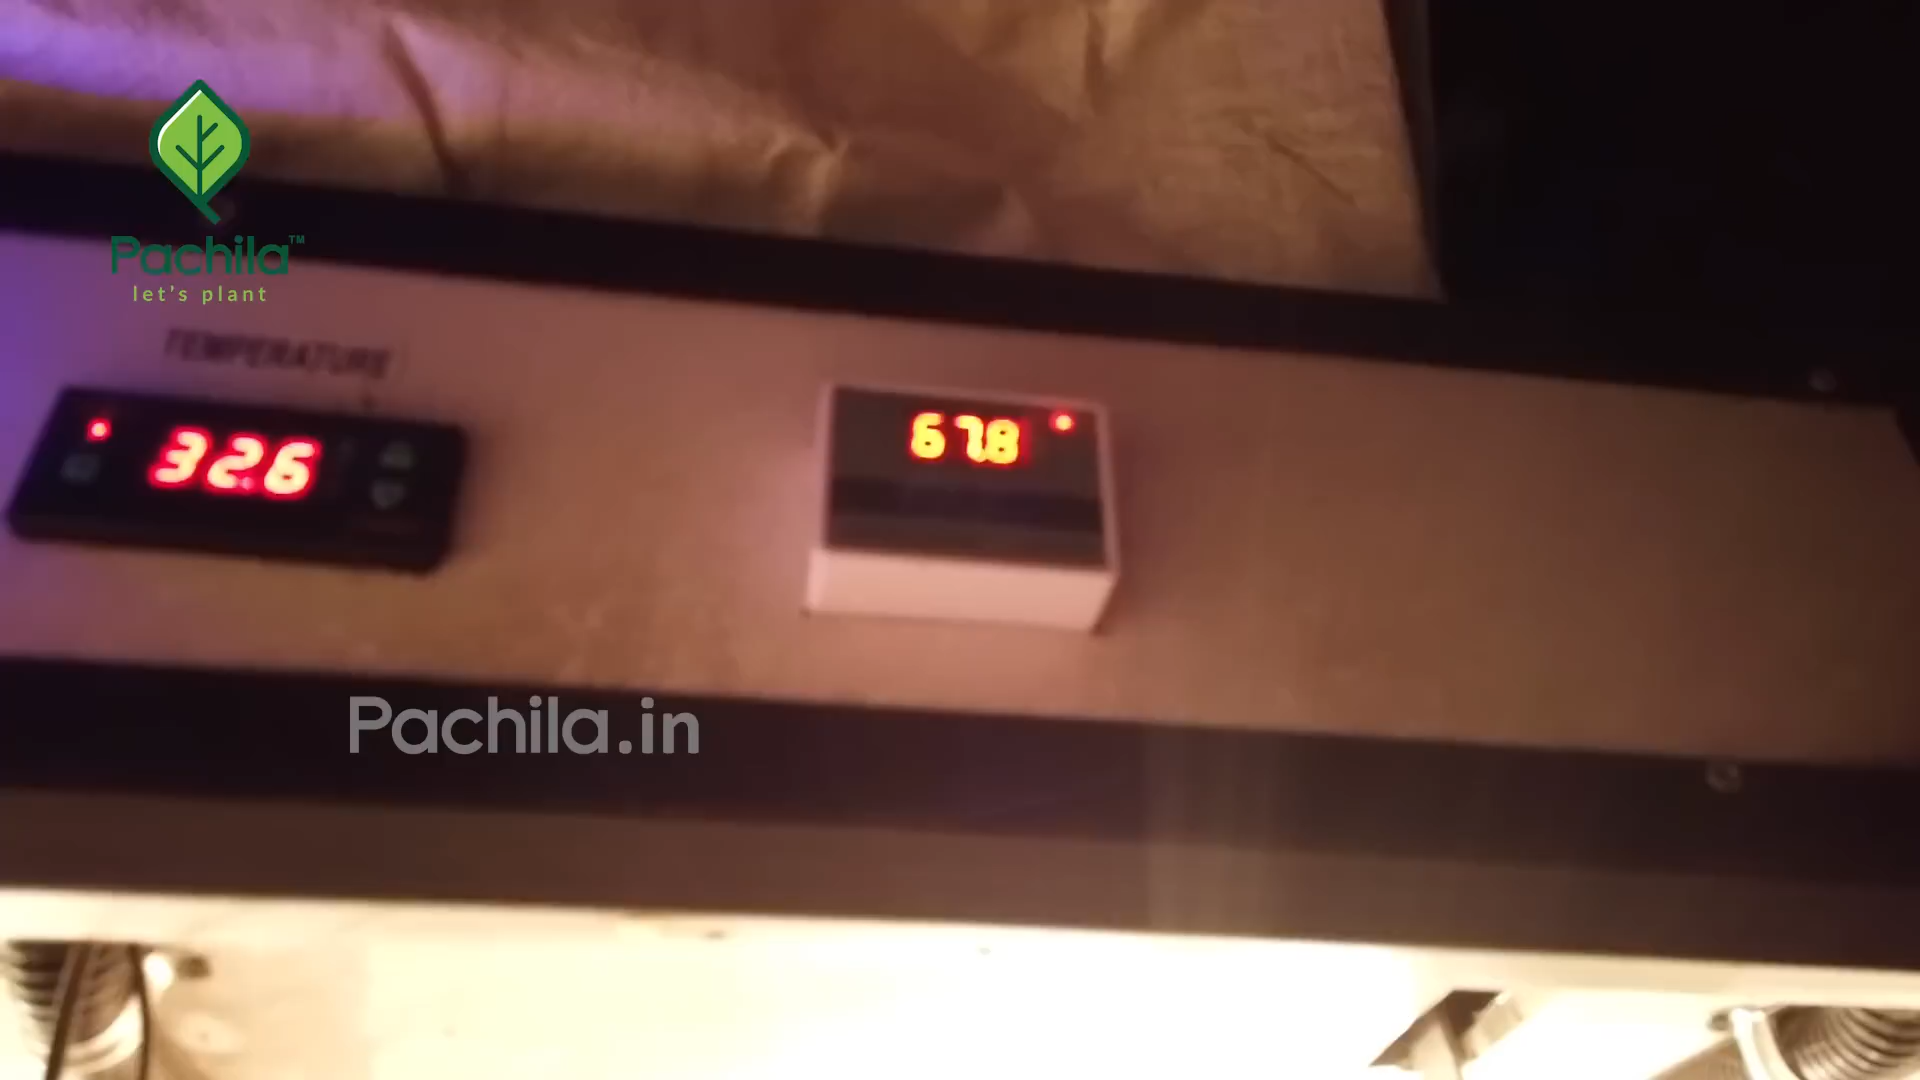 Pachila™
let's plant
TEMPERATURE
32.6
67.8
Pachila.in